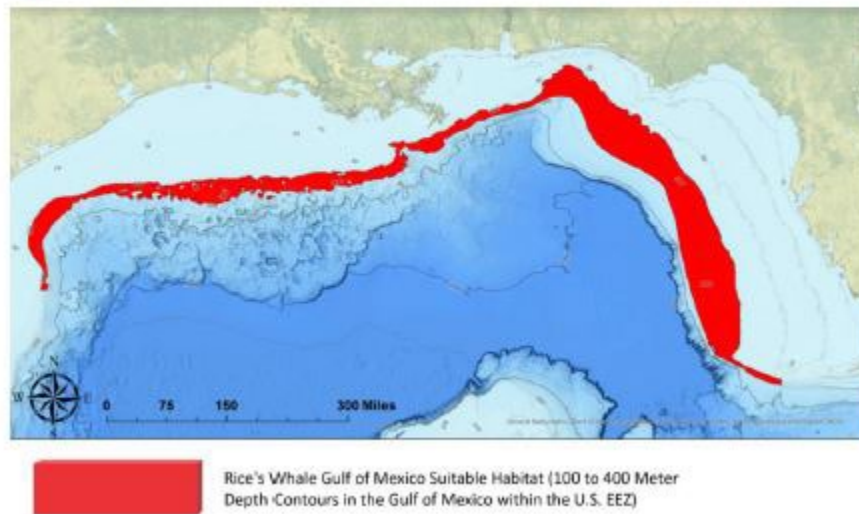 N
W E
S
0 75 150 300 Miles
Rice's Whale Gulf of Mexico Suitable Habitat (100 to 400 Meter
Depth Contours in the Gulf of Mexico within the U.S. EEZ)